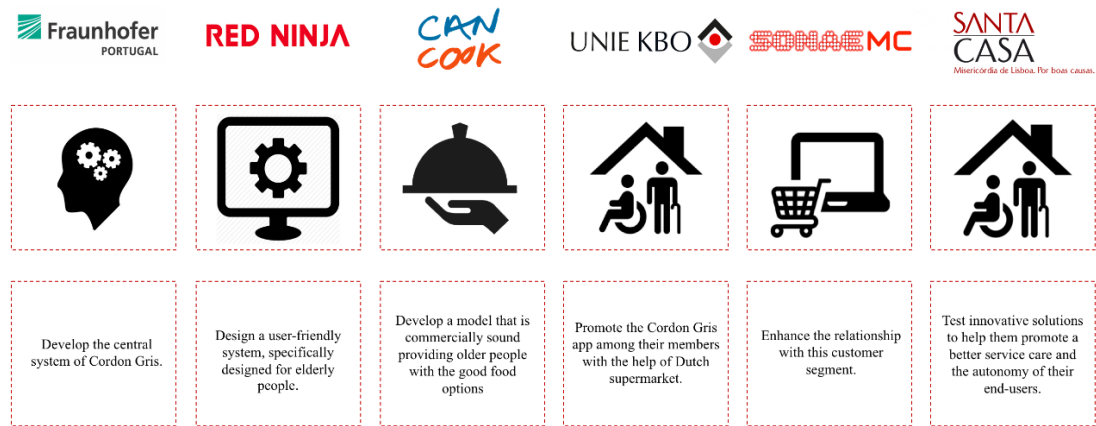 Fraunhofer
PORTUGAL
RED NINJA
CAN
COOK
UNIE KBO
SONAE MC
SANTA
CASA
Misericórdia de Lisboa. Por boas causas.
Develop the central
system of Cordon Gris.
Design a user-friendly
system, specifically
designed for elderly
people.
Develop a model that is
commercially sound
providing older people
with the good food
options
Promote the Cordon Gris
app among their members
with the help of Dutch
supermarket.
Enhance the relationship
with this customer
segment.
Test innovative solutions
to help them promote a
better service care and
the autonomy of their
end-users.